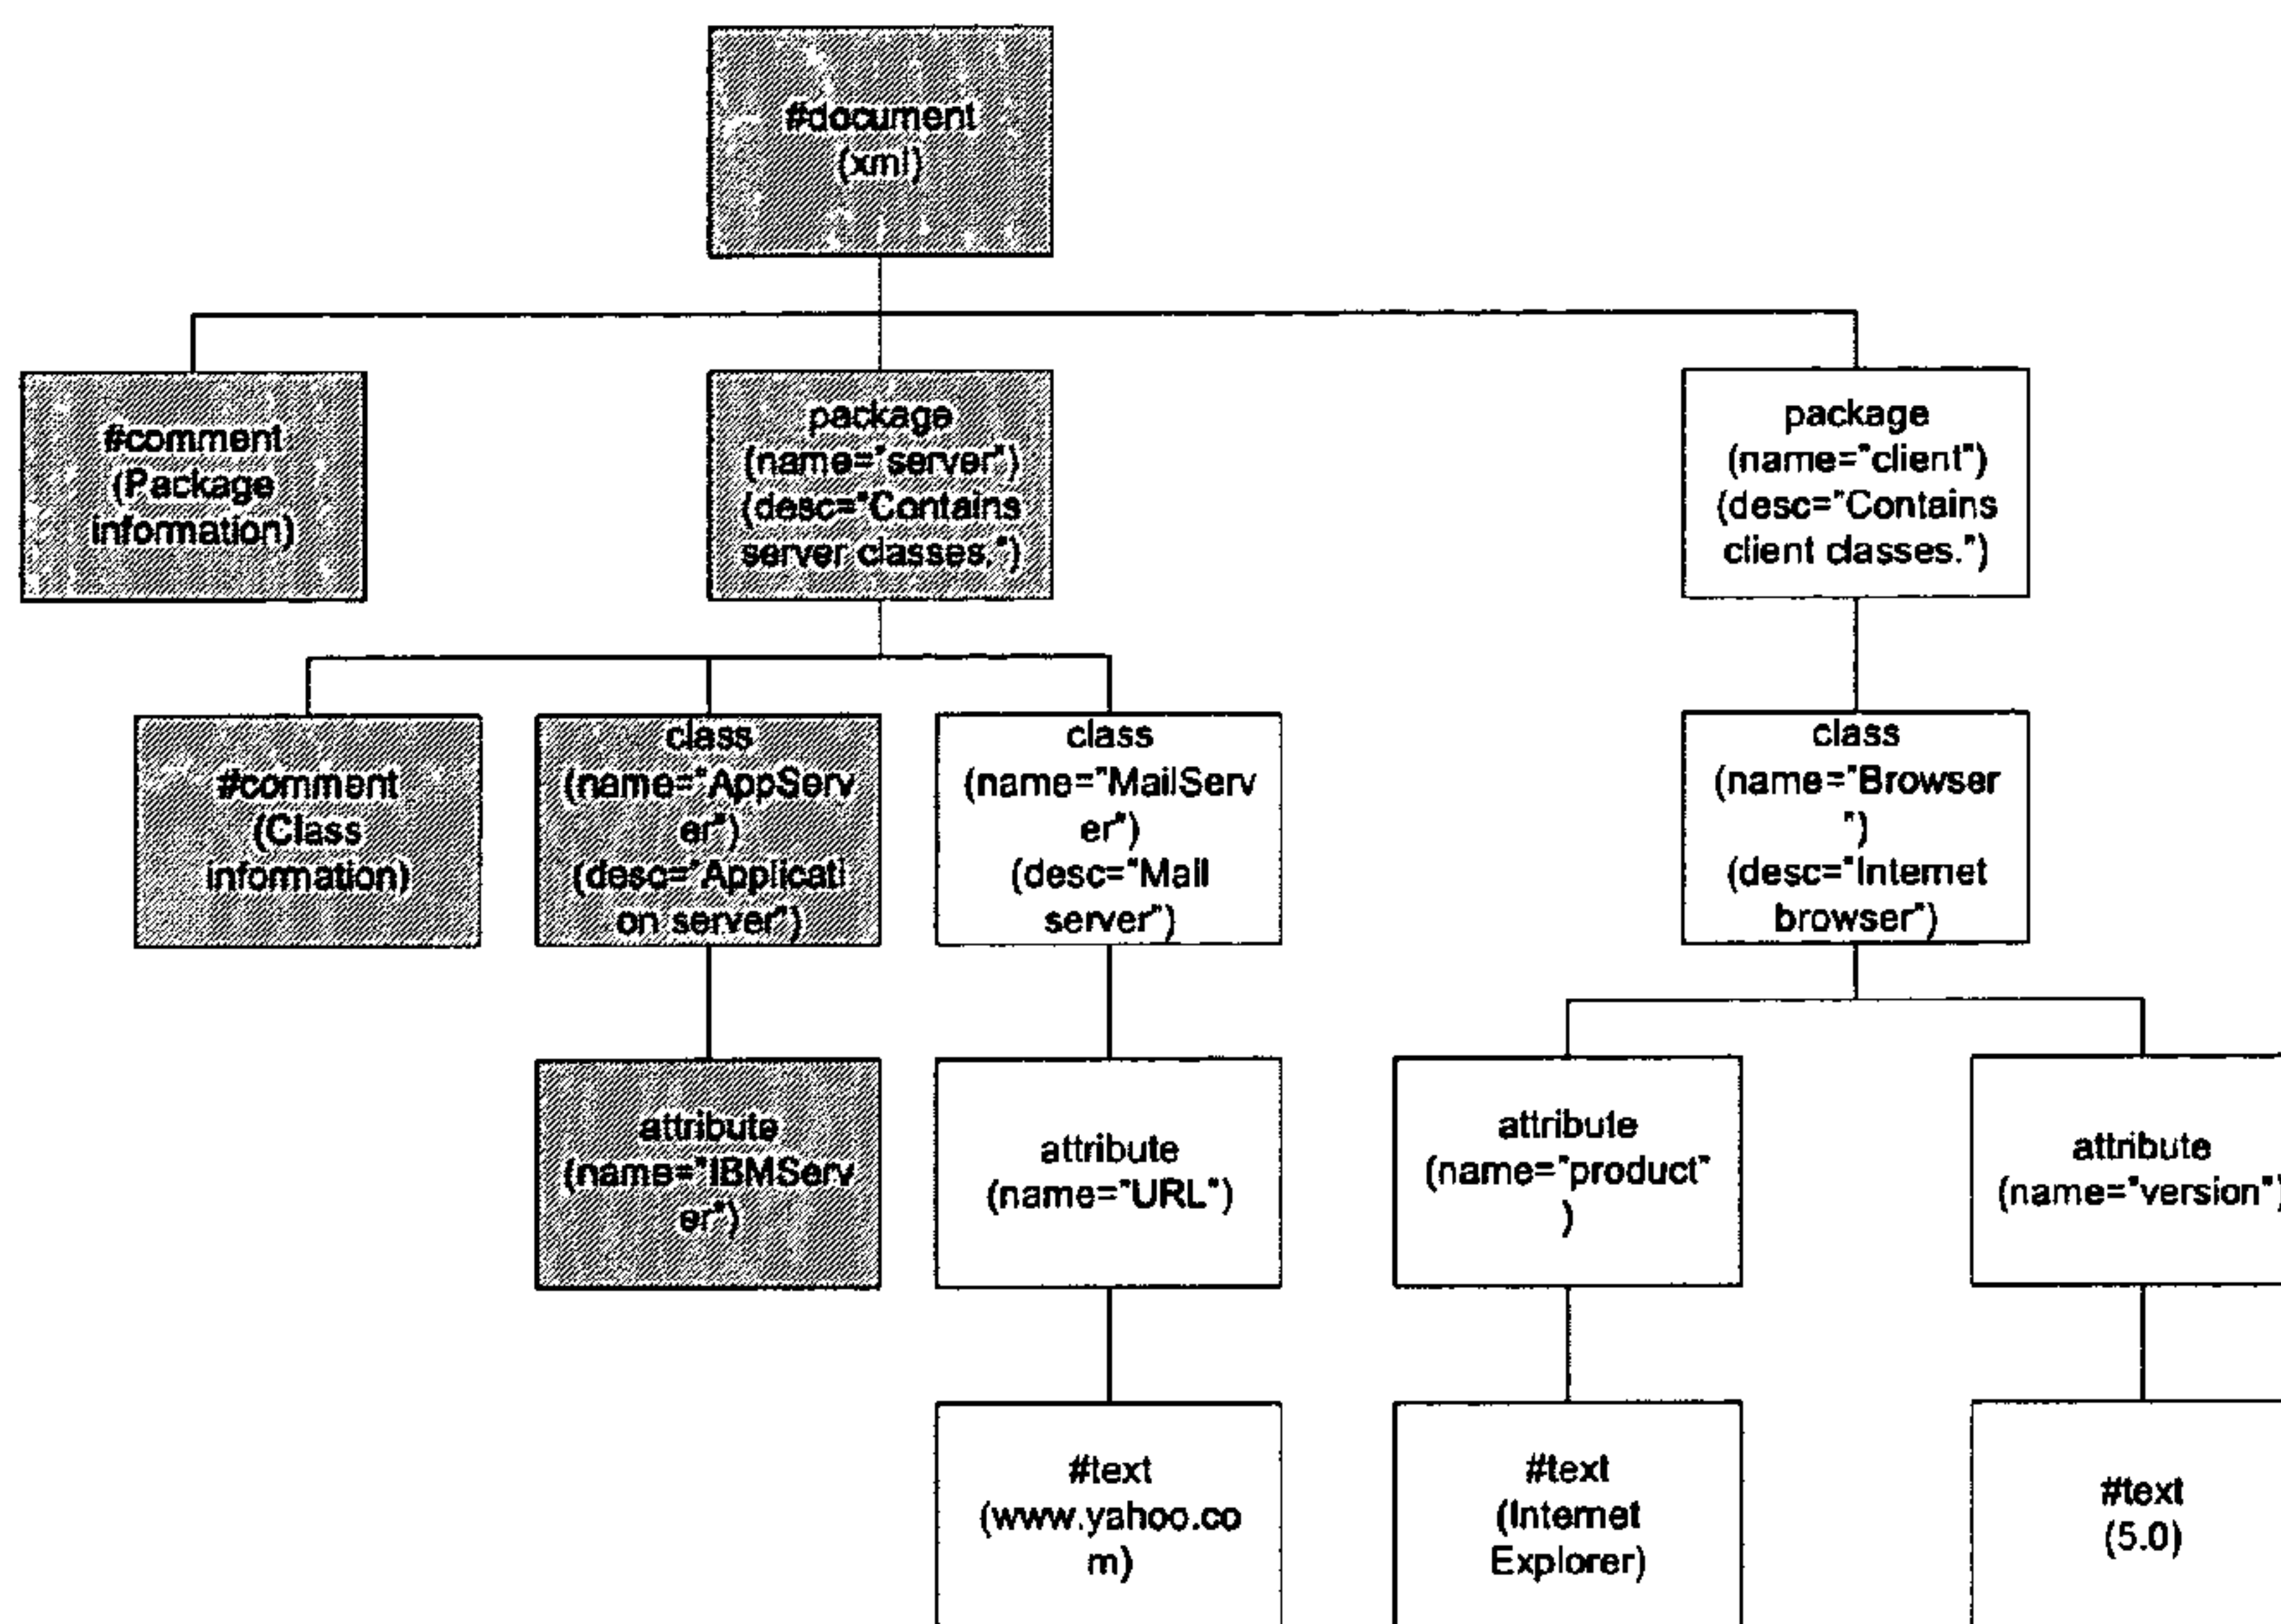 #document
(xml)
#comment
(Package
information)
package
(name="server")
(desc="Contains
server classes.")
package
(name="client")
(desc="Contains
client classes.")
#comment
(Class
information)
class
(name="AppServ
er")
(desc="Applicati
on server")
class
(name="MailServ
er")
(desc="Mail
server")
class
(name="Browser
")
(desc="Internet
browser")
attribute
(name="IBMServ
er")
attribute
(name="URL")
attribute
(name="product"
)
attribute
(name="version")
#text
(www.yahoo.co
m)
#text
(Internet
Explorer)
#text
(5.0)